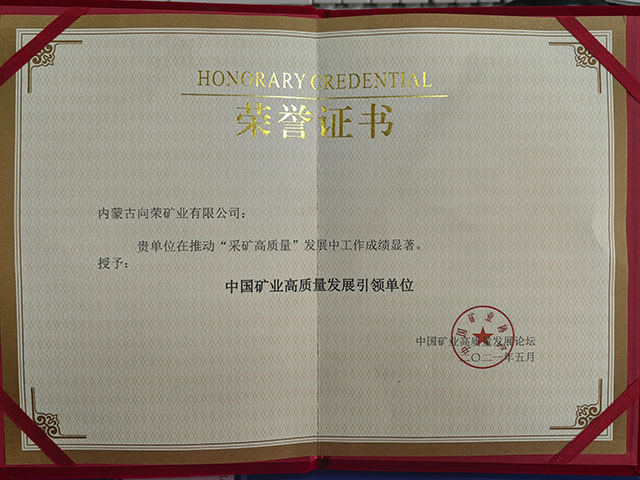 HONORARY CREDENTIAL
荣誉证书
内蒙古向荣矿业有限公司：
贵单位在推动“采矿高质量”发展中工作成绩显著。
授予：
中国矿业高质量发展引领单位
中国矿业高质量发展论坛
二〇二一年五月